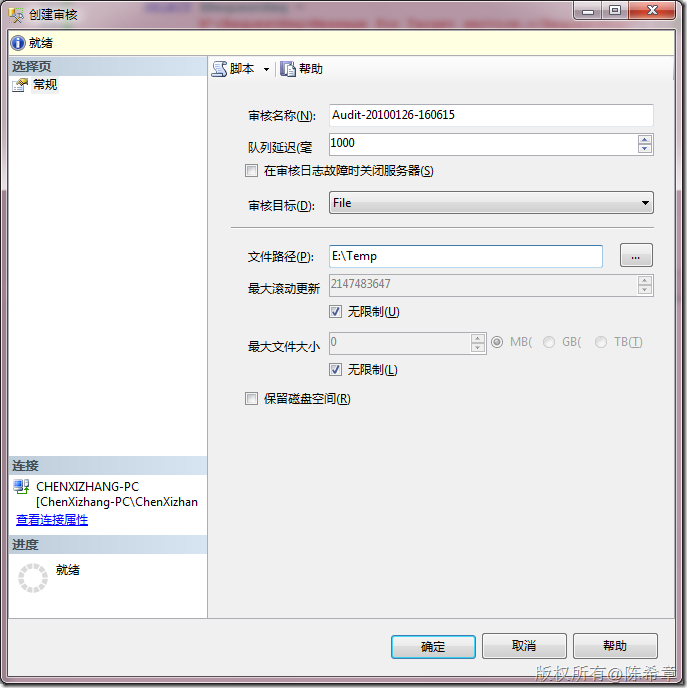 创建审核
就绪
选择页
常规
脚本
帮助
审核名称(N): Audit-20100126-160615
队列延迟(毫 1000
在审核日志故障时关闭服务器(S)
审核目标(D): File
文件路径(P): E:\Temp ...
最大滚动更新 2147483647
无限制(U)
最大文件大小 0 MB( GB( TB(T)
无限制(L)
保留磁盘空间(R)
连接
CHENXIZHANG-PC
[ChenXizhang-PC\ChenXizhan
查看连接属性
进度
就绪
确定 取消 帮助
版权所有@陈希章